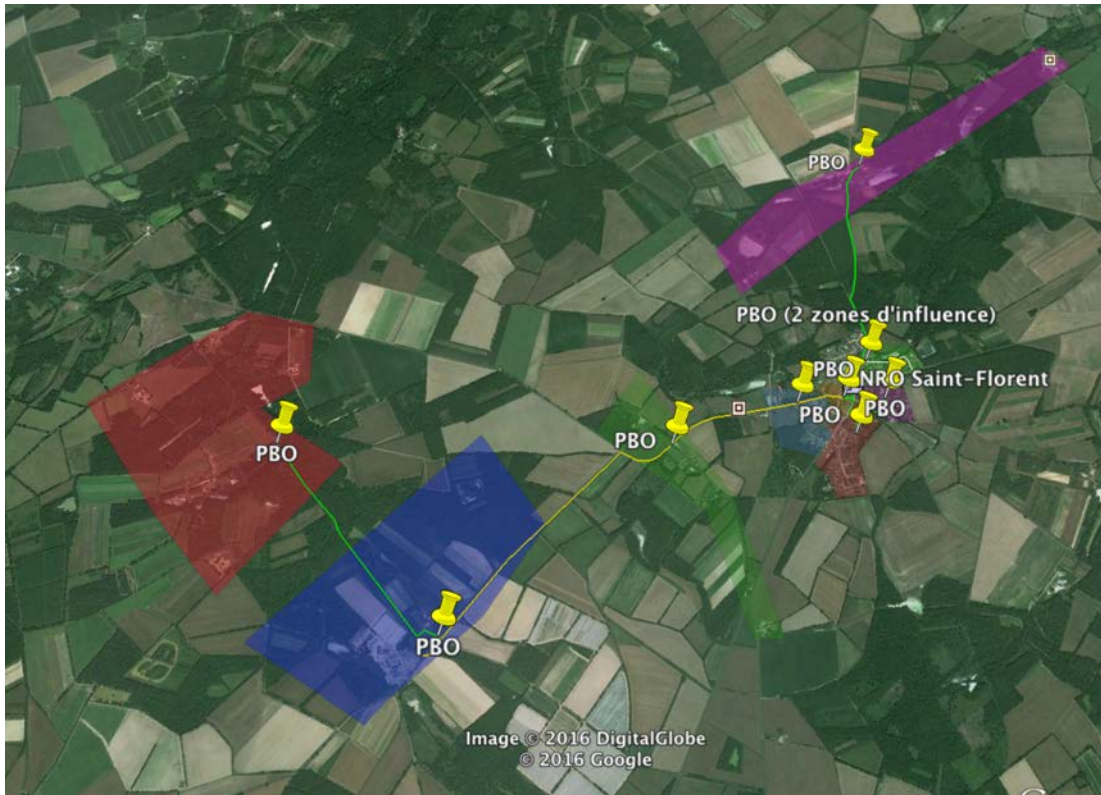 PBO
PBO (2 zones d'influence)
PBO
NRO Saint-Florent
PBO
PBO
PBO
PBO
PBO
Image © 2016 DigitalGlobe
© 2016 Google